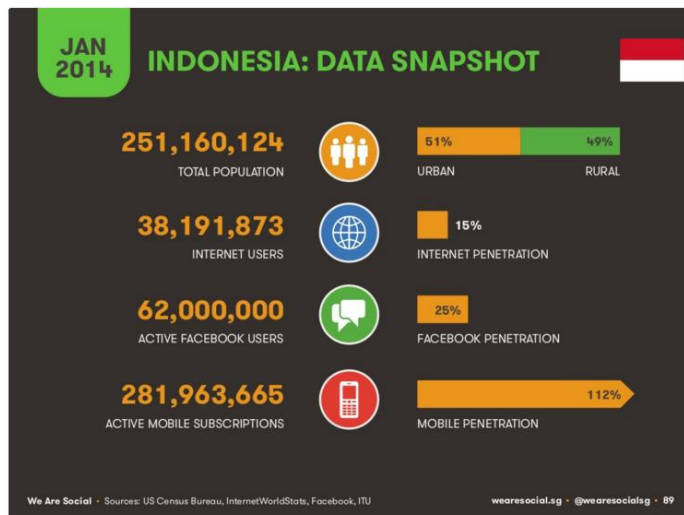 JAN
2014
INDONESIA: DATA SNAPSHOT
251,160,124
TOTAL POPULATION
51%
49%
URBAN
RURAL
38,191,873
INTERNET USERS
15%
INTERNET PENETRATION
62,000,000
ACTIVE FACEBOOK USERS
25%
FACEBOOK PENETRATION
281,963,665
ACTIVE MOBILE SUBSCRIPTIONS
112%
MOBILE PENETRATION
We Are Social • Sources: US Census Bureau, InternetWorldStats, Facebook, ITU
wearesocial.sg • @wearesocialsg • 89